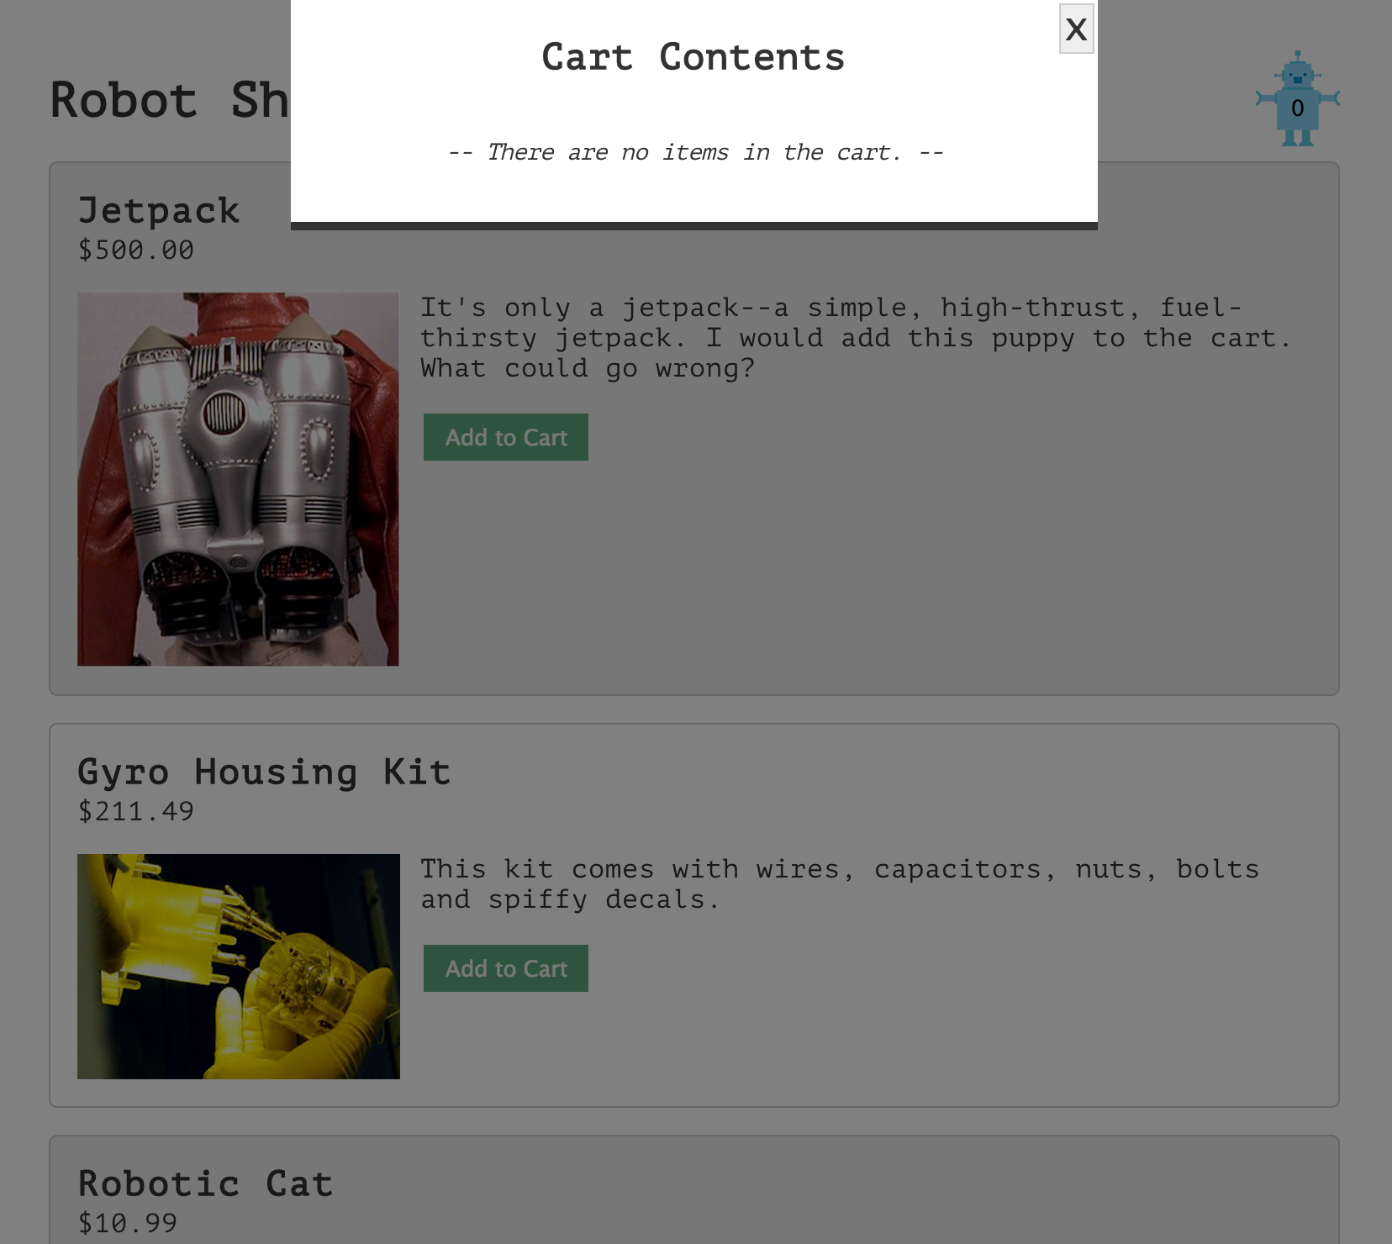 X
Cart Contents
Robot Sh
0
-- There are no items in the cart. --
Jetpack
$500.00
It's only a jetpack--a simple, high-thrust, fuel-
thirsty jetpack. I would add this puppy to the cart.
What could go wrong?
Add to Cart
Gyro Housing Kit
$211.49
This kit comes with wires, capacitors, nuts, bolts
and spiffy decals.
Add to Cart
Robotic Cat
$10.99